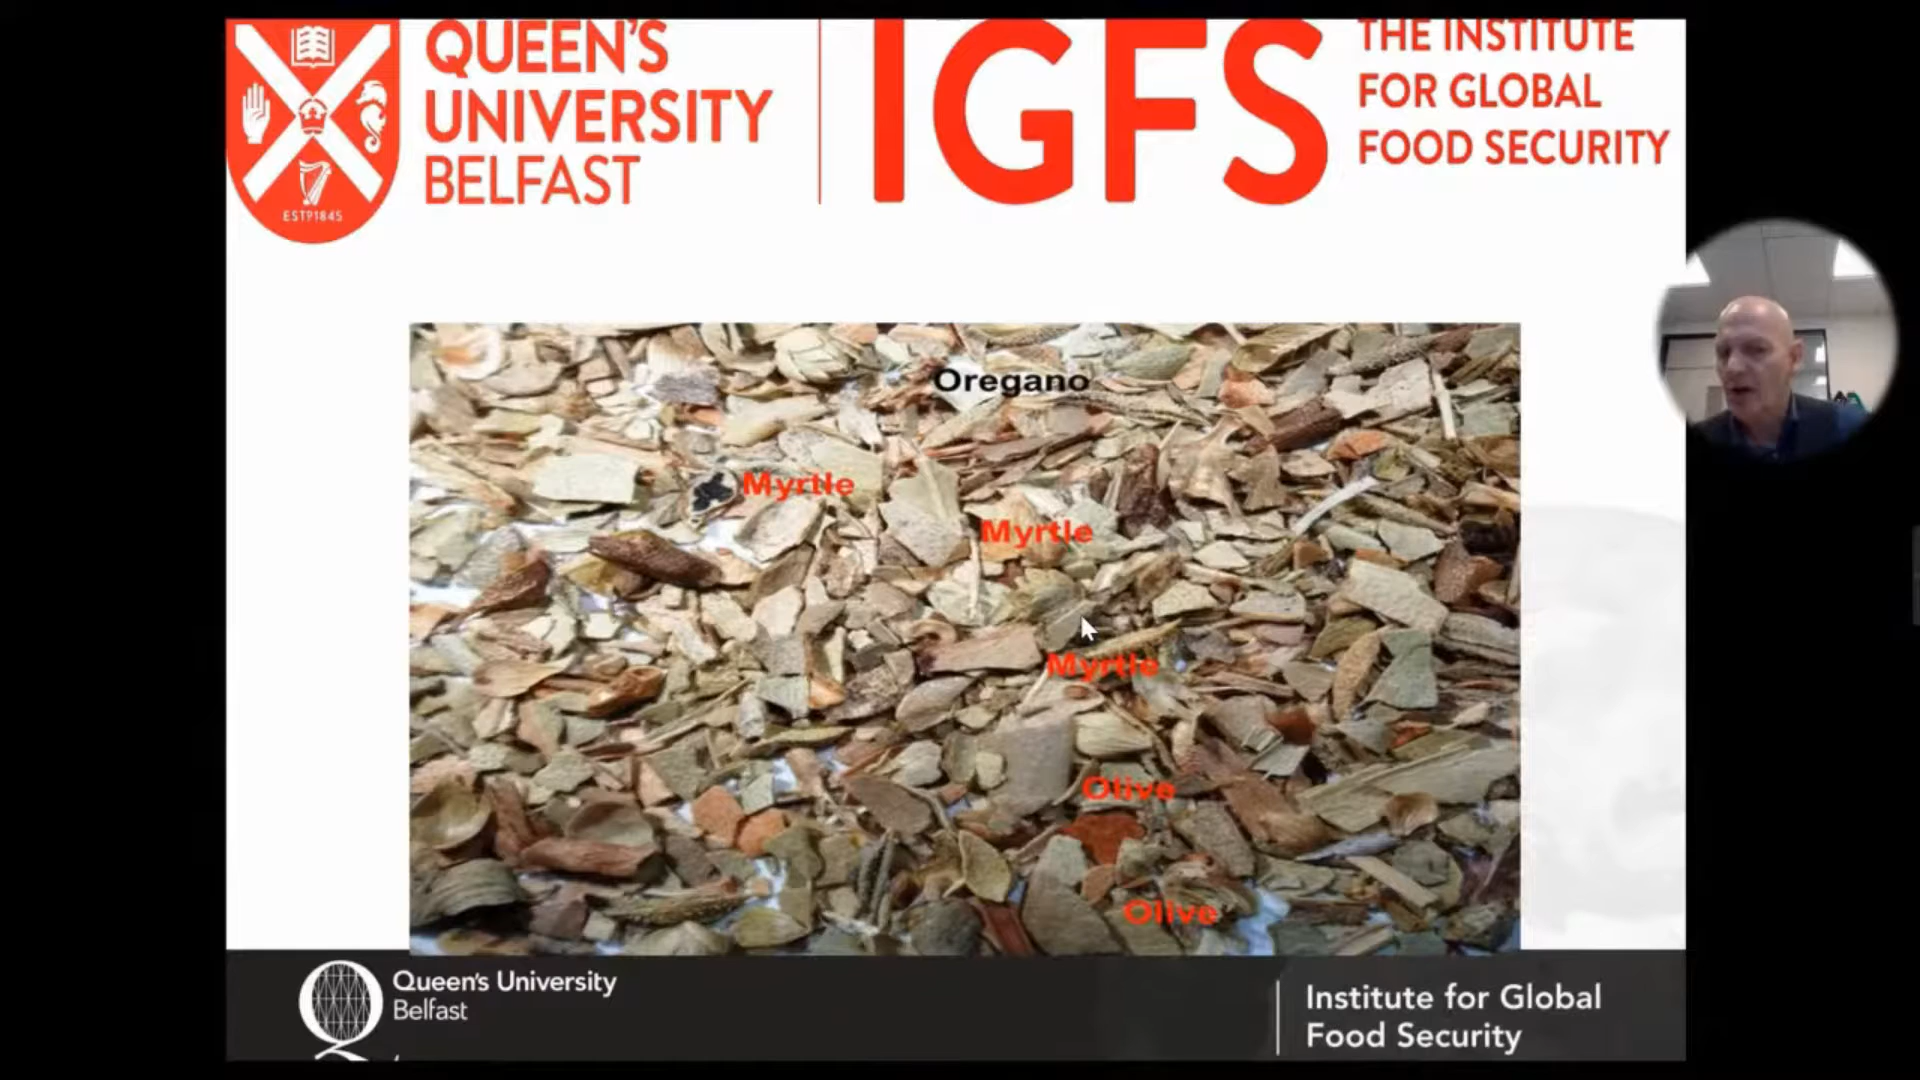 QUEEN'S
UNIVERSITY
BELFAST
IGFS
THE INSTITUTE
FOR GLOBAL
FOOD SECURITY
ESTD1845
Oregano
Myrtle
Myrtle
Myrtle
Olive
Olive
Queen's University
Belfast
Institute for Global
Food Security